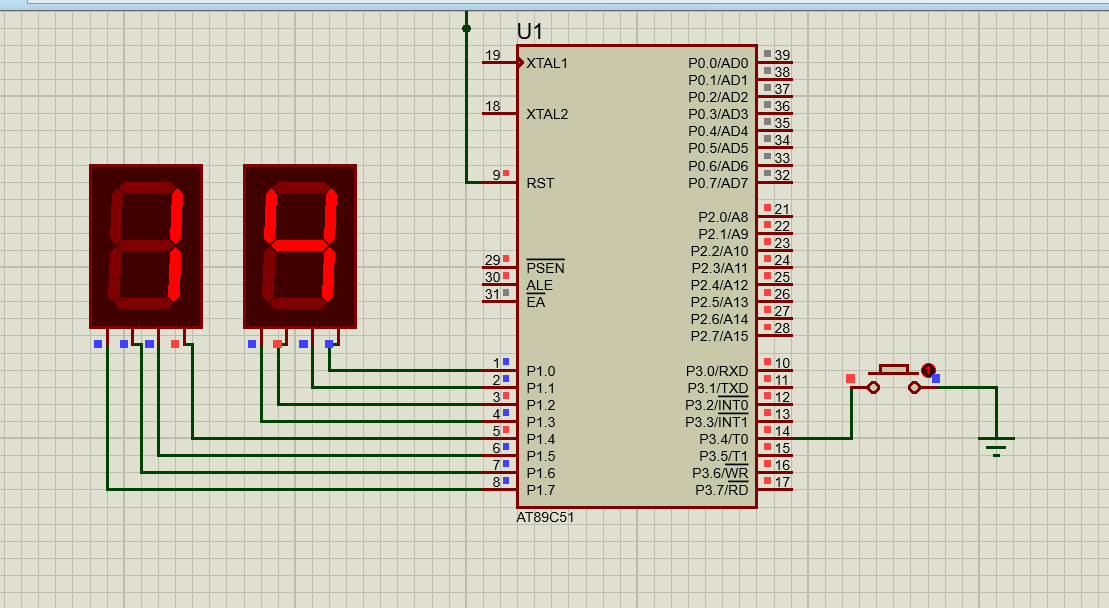 U1
19 XTAL1
18 XTAL2
9 RST
29 PSEN
30 ALE
31 EA
1 P1.0
2 P1.1
3 P1.2
4 P1.3
5 P1.4
6 P1.5
7 P1.6
8 P1.7
P0.0/AD0 39
P0.1/AD1 38
P0.2/AD2 37
P0.3/AD3 36
P0.4/AD4 35
P0.5/AD5 34
P0.6/AD6 33
P0.7/AD7 32
P2.0/A8 21
P2.1/A9 22
P2.2/A10 23
P2.3/A11 24
P2.4/A12 25
P2.5/A13 26
P2.6/A14 27
P2.7/A15 28
P3.0/RXD 10
P3.1/TXD 11
P3.2/INT0 12
P3.3/INT1 13
P3.4/T0 14
P3.5/T1 15
P3.6/WR 16
P3.7/RD 17
AT89C51
14